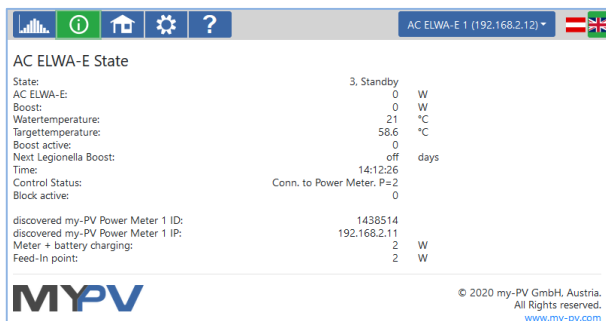 ?
AC ELWA-E 1 (192.168.2.12)
AC ELWA-E State
State: 3, Standby
AC ELWA-E: 0 W
Boost: 0 W
Watertemperature: 21 °C
Targettemperature: 58.6 °C
Boost active: 0
Next Legionella Boost: off days
Time: 14:12:26
Control Status: Conn. to Power Meter. P=2
Block active: 0
discovered my-PV Power Meter 1 ID: 1438514
discovered my-PV Power Meter 1 IP: 192.168.2.11
Meter + battery charging: 2 W
Feed-In point: 2 W
MYPV
© 2020 my-PV GmbH, Austria.
All Rights reserved.
www.my-pv.com